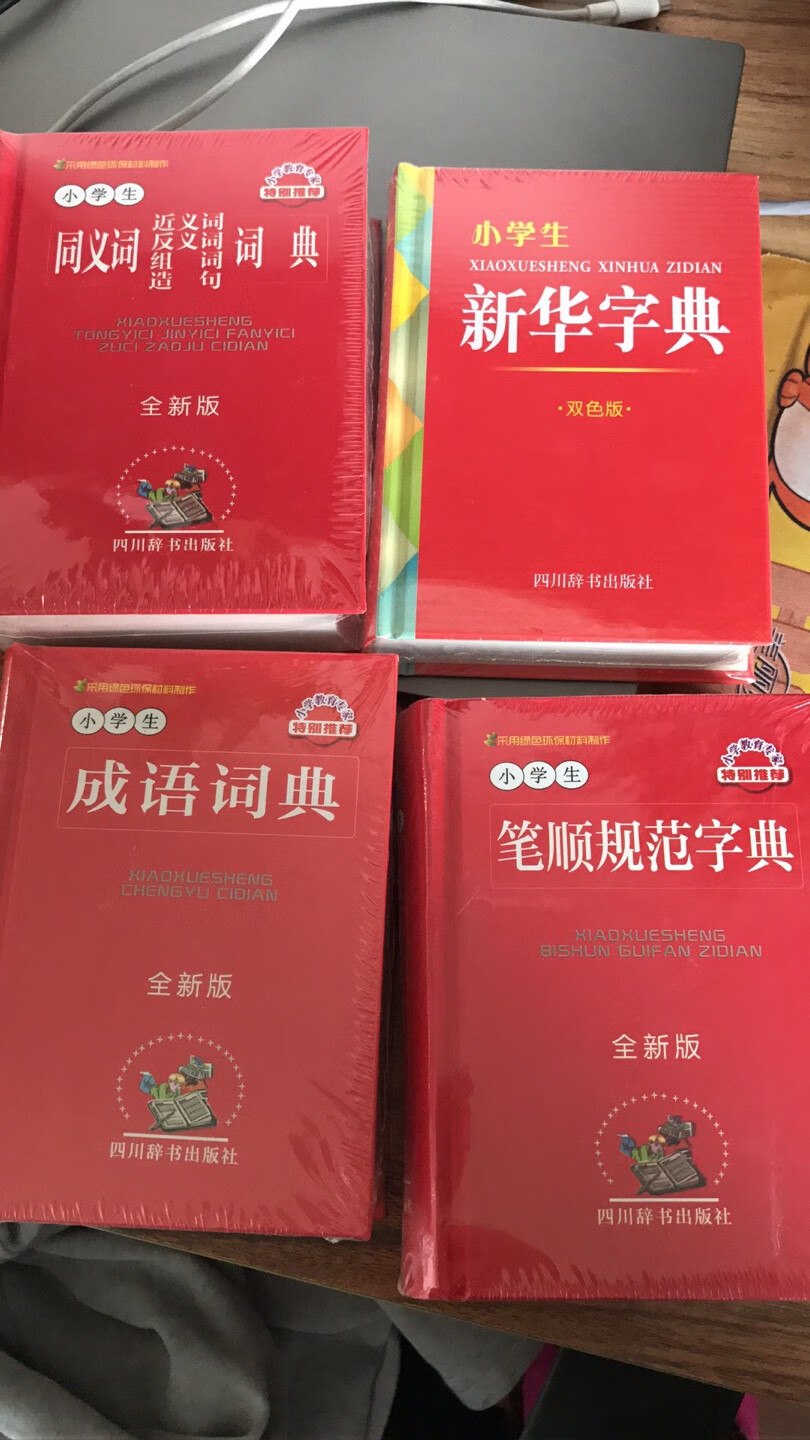 采用绿色环保材料制作
小学教育专家
特别推荐
小学生
同义词
近义词
反义词
组词
造句
词典
XIAOXUESHENG
TONGYICI JINYICI FANYICI
ZUCI ZAOJU CIDIAN
全新版
四川辞书出版社
小学生
XIAOXUESHENG XINHUA ZIDIAN
新华字典
·双色版·
四川辞书出版社
采用绿色环保材料制作
小学教育专家
特别推荐
小学生
成语词典
XIAOXUESHENG
CHENGYU CIDIAN
全新版
四川辞书出版社
采用绿色环保材料制作
小学教育专家
特别推荐
小学生
笔顺规范字典
XIAOXUESHENG
BISHUN GUIFAN ZIDIAN
全新版
四川辞书出版社